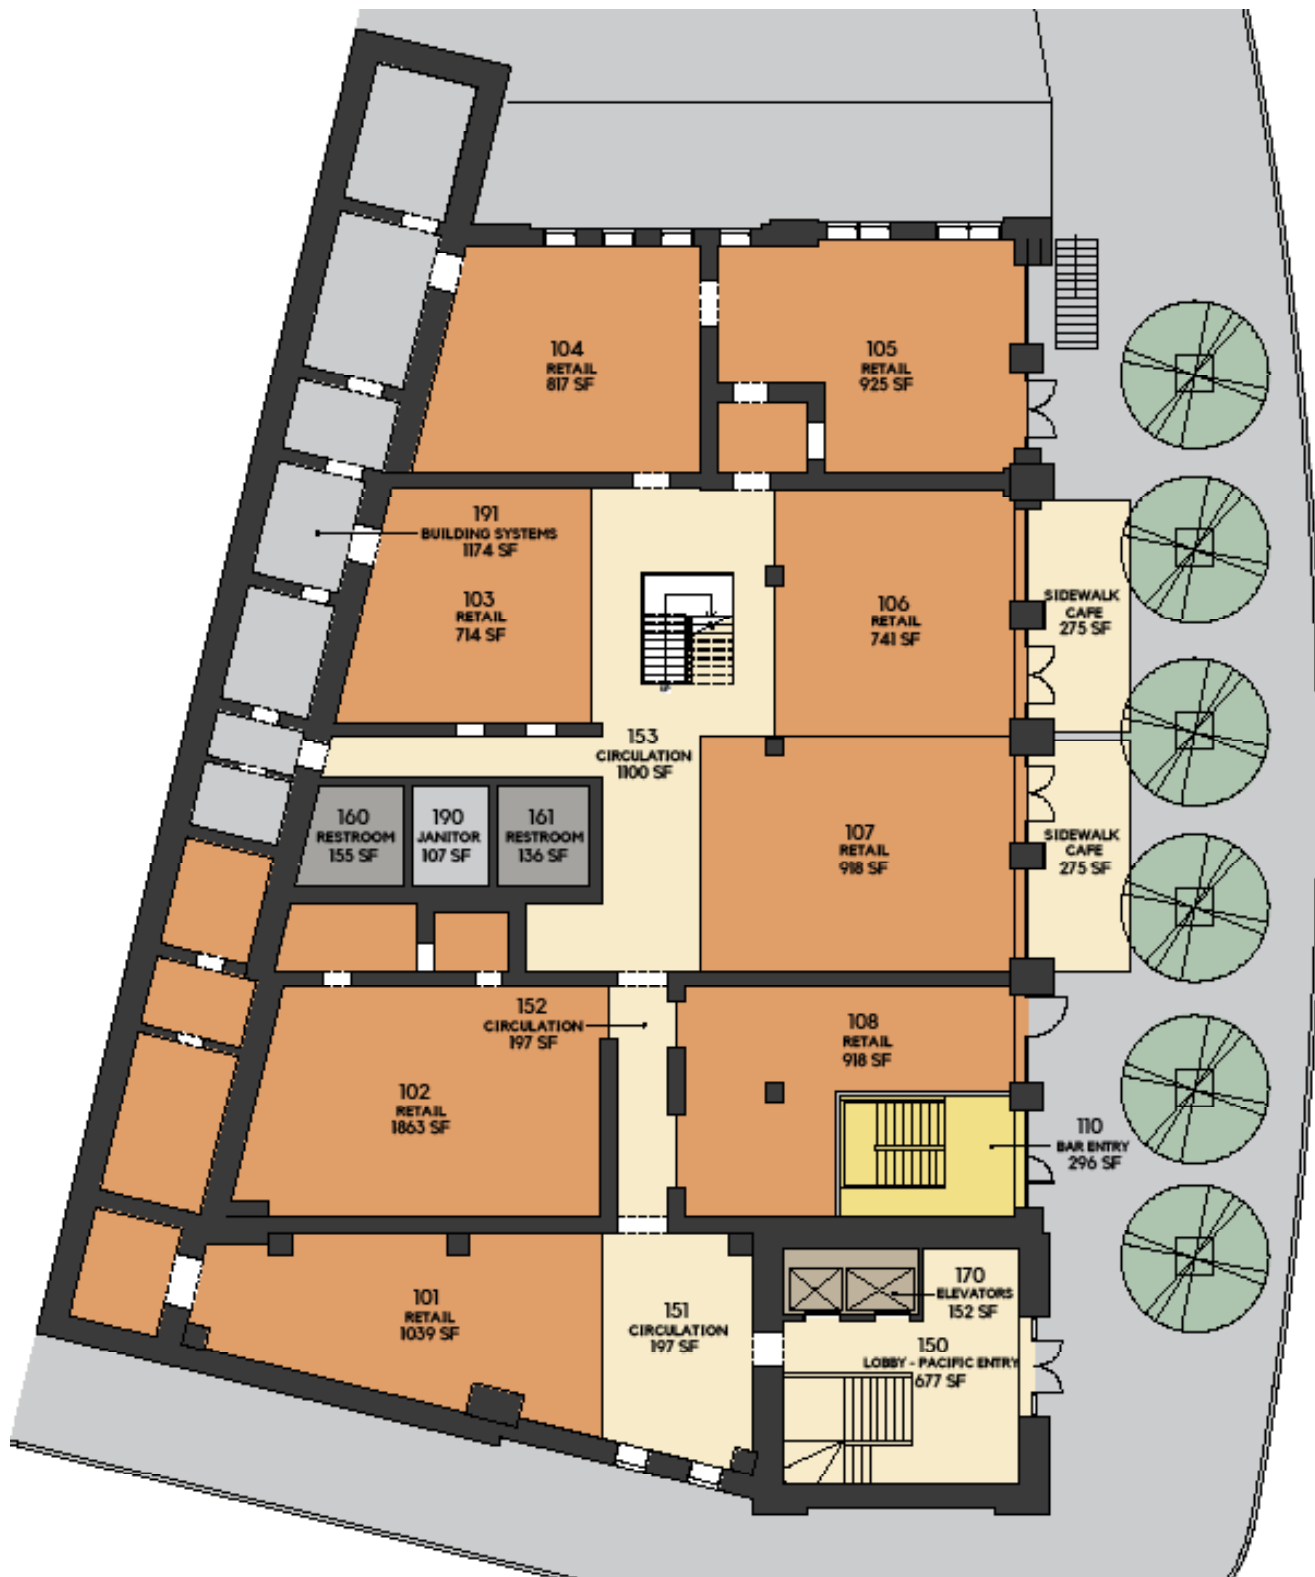 104
RETAIL
817 SF
105
RETAIL
925 SF
191
BUILDING SYSTEMS
1174 SF
103
RETAIL
714 SF
106
RETAIL
741 SF
SIDEWALK
CAFE
275 SF
153
CIRCULATION
1100 SF
160
RESTROOM
155 SF
190
JANITOR
107 SF
161
RESTROOM
136 SF
107
RETAIL
918 SF
SIDEWALK
CAFE
275 SF
152
CIRCULATION
197 SF
108
RETAIL
918 SF
102
RETAIL
1863 SF
110
BAR ENTRY
296 SF
101
RETAIL
1039 SF
151
CIRCULATION
197 SF
170
ELEVATORS
152 SF
150
LOBBY - PACIFIC ENTRY
677 SF